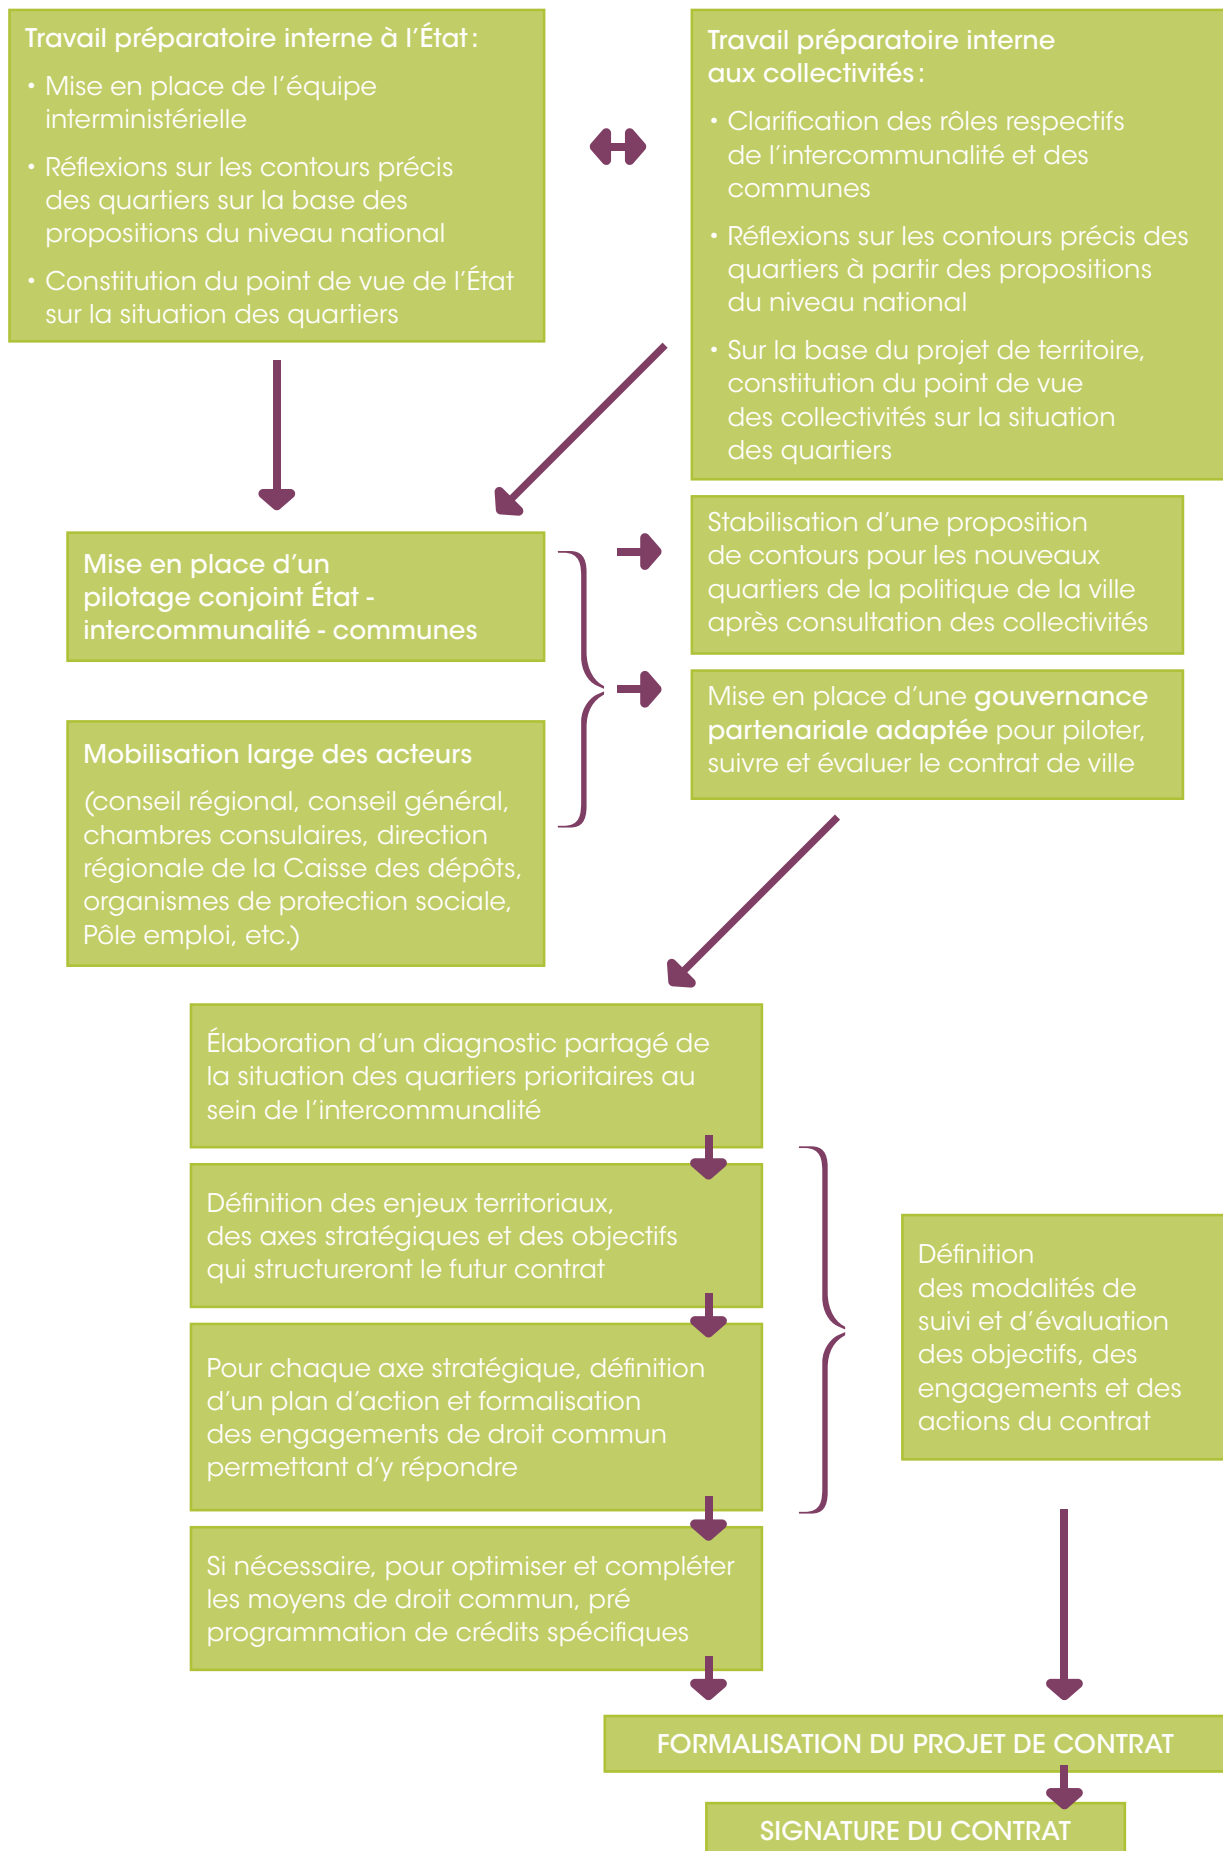 Travail préparatoire interne à l’État :
• Mise en place de l’équipe
interministérielle
• Réflexions sur les contours précis
des quartiers sur la base des
propositions du niveau national
• Constitution du point de vue de l’État
sur la situation des quartiers
Travail préparatoire interne
aux collectivités :
• Clarification des rôles respectifs
de l’intercommunalité et des
communes
• Réflexions sur les contours précis des
quartiers à partir des propositions
du niveau national
• Sur la base du projet de territoire,
constitution du point de vue
des collectivités sur la situation
des quartiers
Mise en place d’un
pilotage conjoint État -
intercommunalité - communes
Mobilisation large des acteurs
(conseil régional, conseil général,
chambres consulaires, direction
régionale de la Caisse des dépôts,
organismes de protection sociale,
Pôle emploi, etc.)
Stabilisation d’une proposition
de contours pour les nouveaux
quartiers de la politique de la ville
après consultation des collectivités
Mise en place d’une gouvernance
partenariale adaptée pour piloter,
suivre et évaluer le contrat de ville
Élaboration d’un diagnostic partagé de
la situation des quartiers prioritaires au
sein de l’intercommunalité
Définition des enjeux territoriaux,
des axes stratégiques et des objectifs
qui structureront le futur contrat
Pour chaque axe stratégique, définition
d’un plan d’action et formalisation
des engagements de droit commun
permettant d’y répondre
Si nécessaire, pour optimiser et compléter
les moyens de droit commun, pré
programmation de crédits spécifiques
Définition
des modalités de
suivi et d’évaluation
des objectifs, des
engagements et des
actions du contrat
FORMALISATION DU PROJET DE CONTRAT
SIGNATURE DU CONTRAT